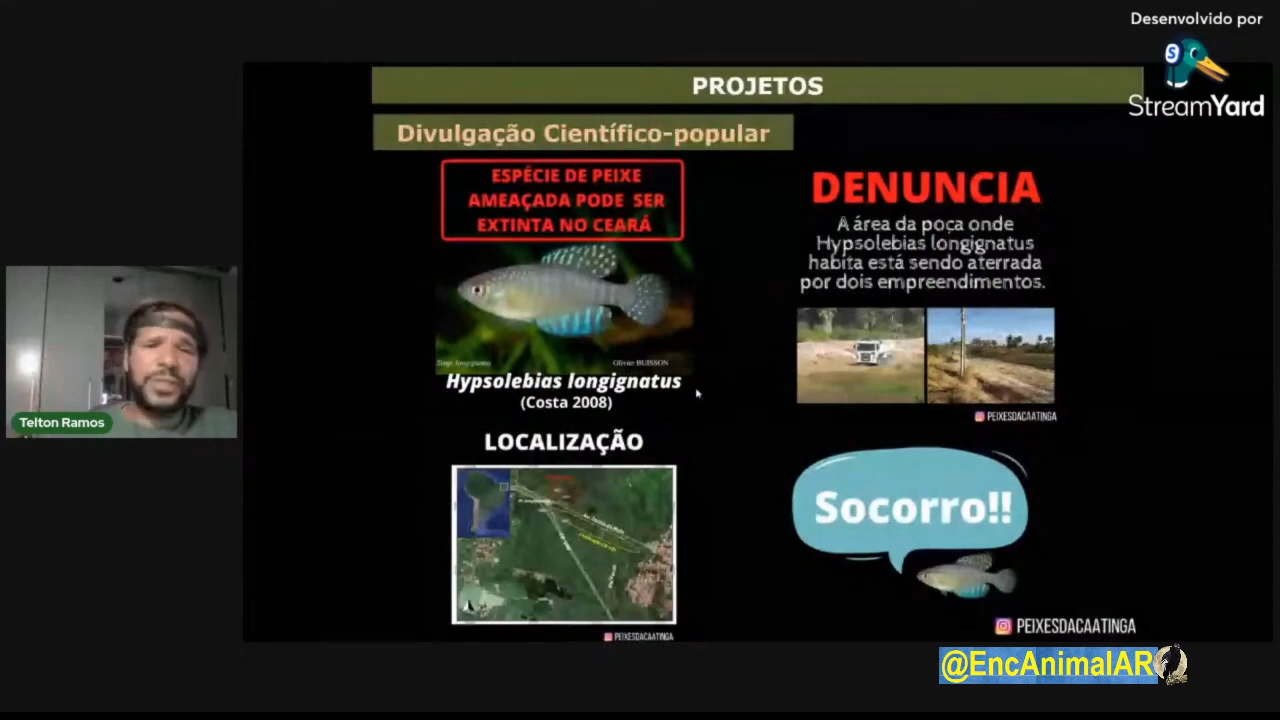 Desenvolvido por
StreamYard
PROJETOS
Divulgação Científico-popular
ESPÉCIE DE PEIXE
AMEAÇADA PODE SER
EXTINTA NO CEARÁ
Olivier BUISSON
Hypsolebias longignatus
(Costa 2008)
LOCALIZAÇÃO
PEIXESDACAATINGA
DENUNCIA
A área da poça onde
Hypsolebias longignatus
habita está sendo aterrada
por dois empreendimentos.
PEIXESDACAATINGA
Socorro!!
PEIXESDACAATINGA
Telton Ramos
@EncAnimalAR